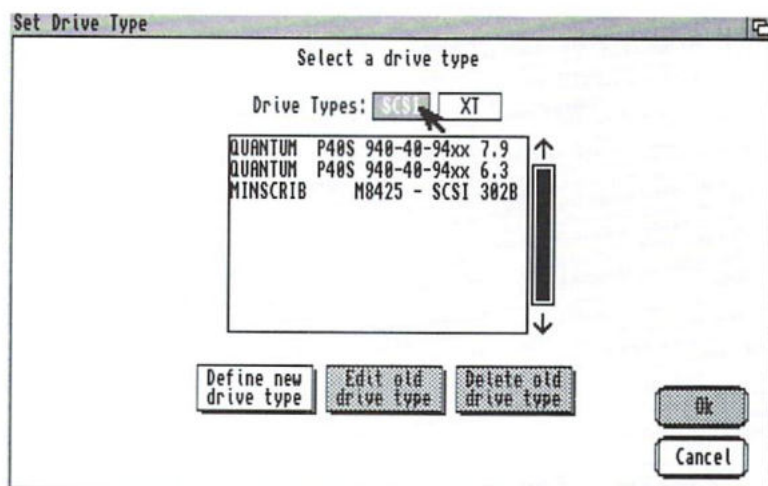 Set Drive Type
Select a drive type
Drive Types: SCSI XT
QUANTUM P40S 940-40-94xx 7.9
QUANTUM P40S 940-40-94xx 6.3
MINSCRIB M8425 - SCSI 302B
Define new drive type
Edit old drive type
Delete old drive type
Ok
Cancel